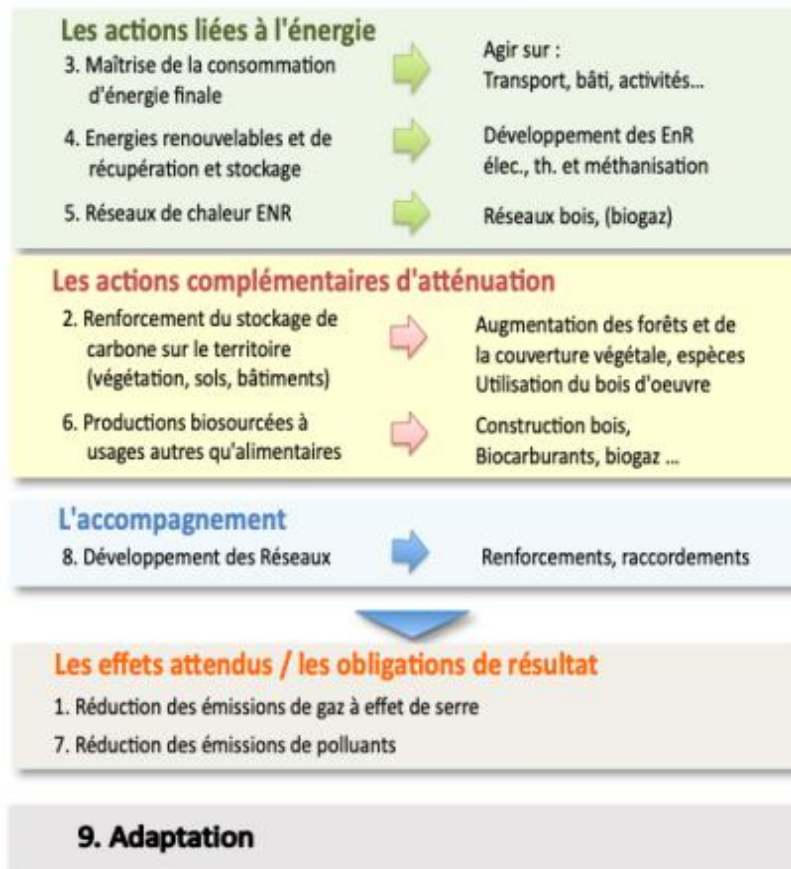 Les actions liées à l'énergie
3. Maîtrise de la consommation
d'énergie finale
Agir sur :
Transport, bâti, activités...
4. Energies renouvelables et de
récupération et stockage
Développement des EnR
élec., th. et méthanisation
5. Réseaux de chaleur ENR
Réseaux bois, (biogaz)
Les actions complémentaires d'atténuation
2. Renforcement du stockage de
carbone sur le territoire
(végétation, sols, bâtiments)
Augmentation des forêts et de
la couverture végétale, espèces
Utilisation du bois d'oeuvre
6. Productions biosourcées à
usages autres qu'alimentaires
Construction bois,
Biocarburants, biogaz ...
L'accompagnement
8. Développement des Réseaux
Renforcements, raccordements
Les effets attendus / les obligations de résultat
1. Réduction des émissions de gaz à effet de serre
7. Réduction des émissions de polluants
9. Adaptation